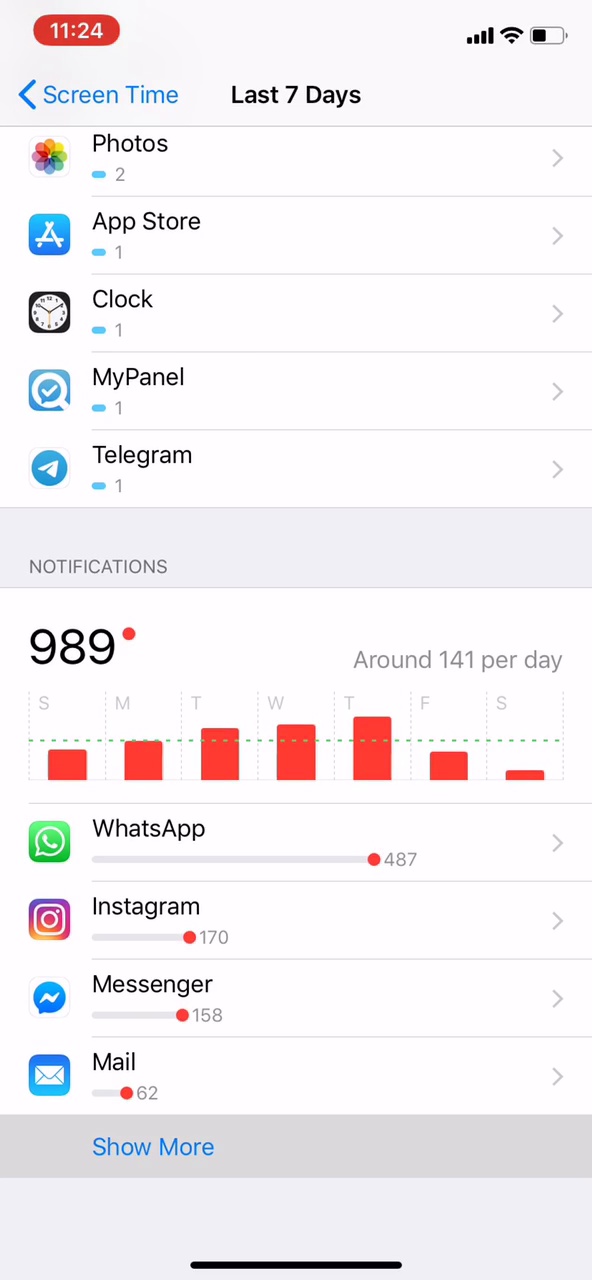 11:24
Screen Time
Last 7 Days
Photos
2
App Store
1
Clock
1
MyPanel
1
Telegram
1
NOTIFICATIONS
989
Around 141 per day
S M T W T F S
WhatsApp
487
Instagram
170
Messenger
158
Mail
62
Show More